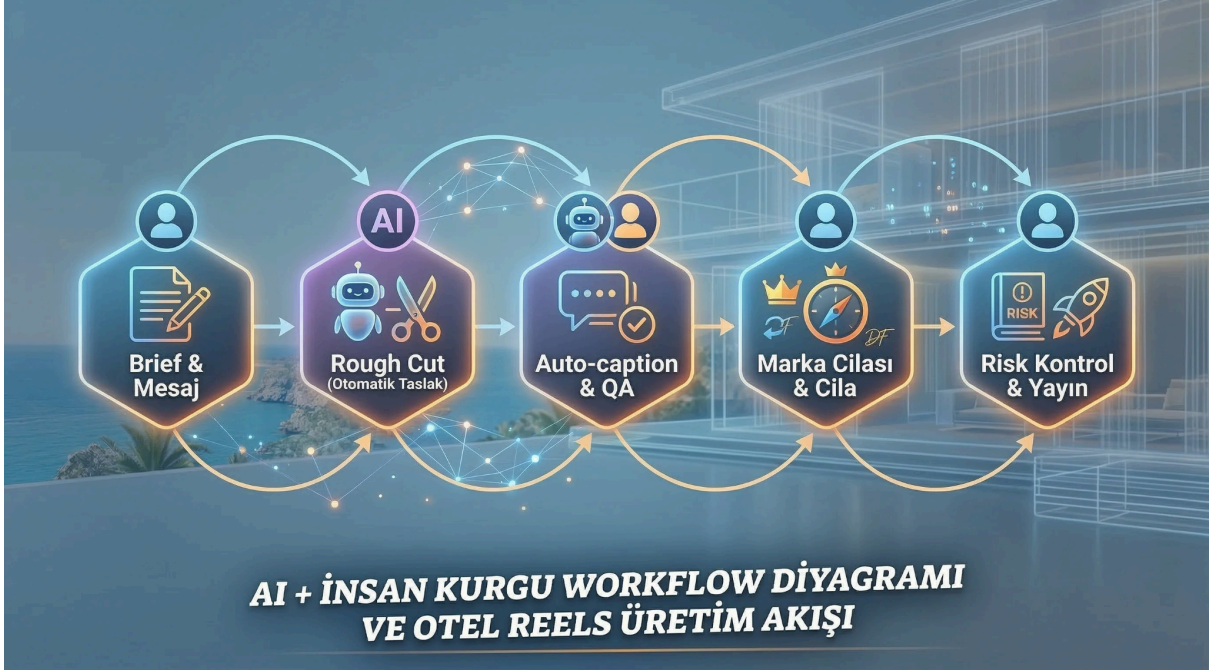 AI
Brief &
Mesaj
Rough Cut
(Otomatik Taslak)
Auto-caption
& QA
F
DF
Marka Cilası
& Cila
RISK
Risk Kontrol
& Yayın
AI + İNSAN KURGU WORKFLOW DİYAGRAMI
VE OTEL REELS ÜRETİM AKIŞI